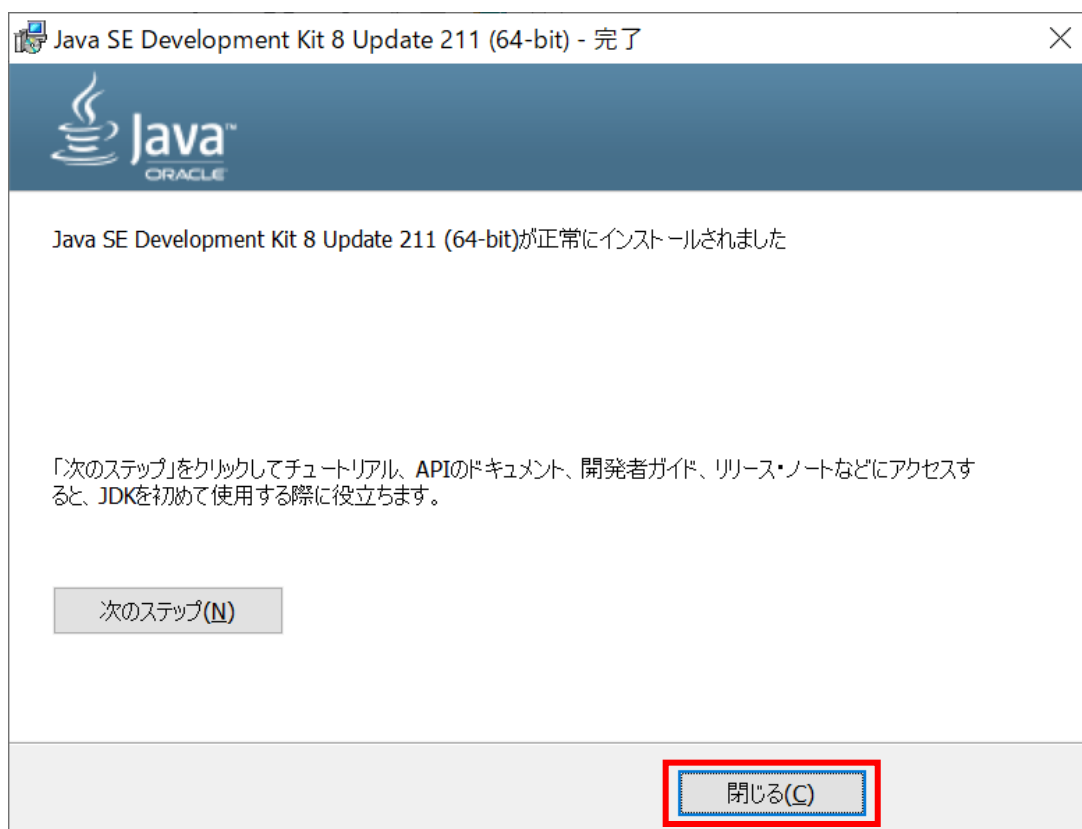 Java SE Development Kit 8 Update 211 (64-bit) - 完了
Java™
ORACLE
Java SE Development Kit 8 Update 211 (64-bit)が正常にインストールされました
「次のステップ」をクリックしてチュートリアル、APIのドキュメント、開発者ガイド、リリース・ノートなどにアクセスす
ると、JDKを初めて使用する際に役立ちます。
次のステップ(N)
閉じる(C)